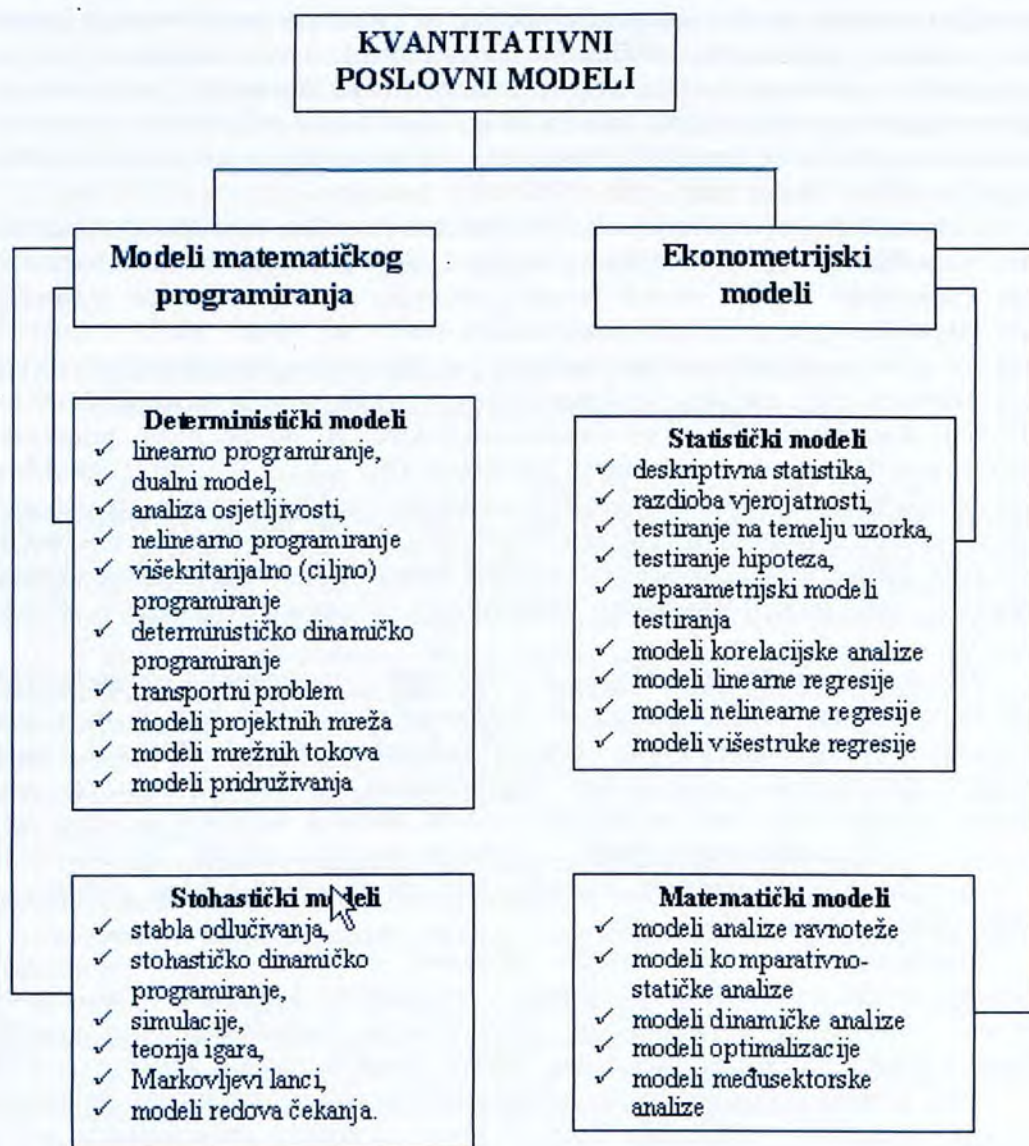 KVANTITATIVNI
POSLOVNI MODELI
Modeli matematičkog
programiranja
Ekonometrijski
modeli
Deterministički modeli
✓ linearno programiranje,
✓ dualni model,
✓ analiza osjetljivosti,
✓ nelinearno programiranje
✓ višekritarijalno (ciljno)
programiranje
✓ determinističko dinamičko
programiranje
✓ transportni problem
✓ modeli projektnih mreža
✓ modeli mrežnih tokova
✓ modeli pridruživanja
Statistički modeli
✓ deskriptivna statistika,
✓ razdioba vjerojatnosti,
✓ testiranje na temelju uzorka,
✓ testiranje hipoteza,
✓ neparametrijski modeli
testiranja
✓ modeli korelacijske analize
✓ modeli linearne regresije
✓ modeli nelinearne regresije
✓ modeli višestruke regresije
Stohastički modeli
✓ stabla odlučivanja,
✓ stohastičko dinamičko
programiranje,
✓ simulacije,
✓ teorija igara,
✓ Markovljevi lanci,
✓ modeli redova čekanja.
Matematički modeli
✓ modeli analize ravnoteže
✓ modeli komparativno-
statičke analize
✓ modeli dinamičke analize
✓ modeli optimalizacije
✓ modeli međusektorske
analize